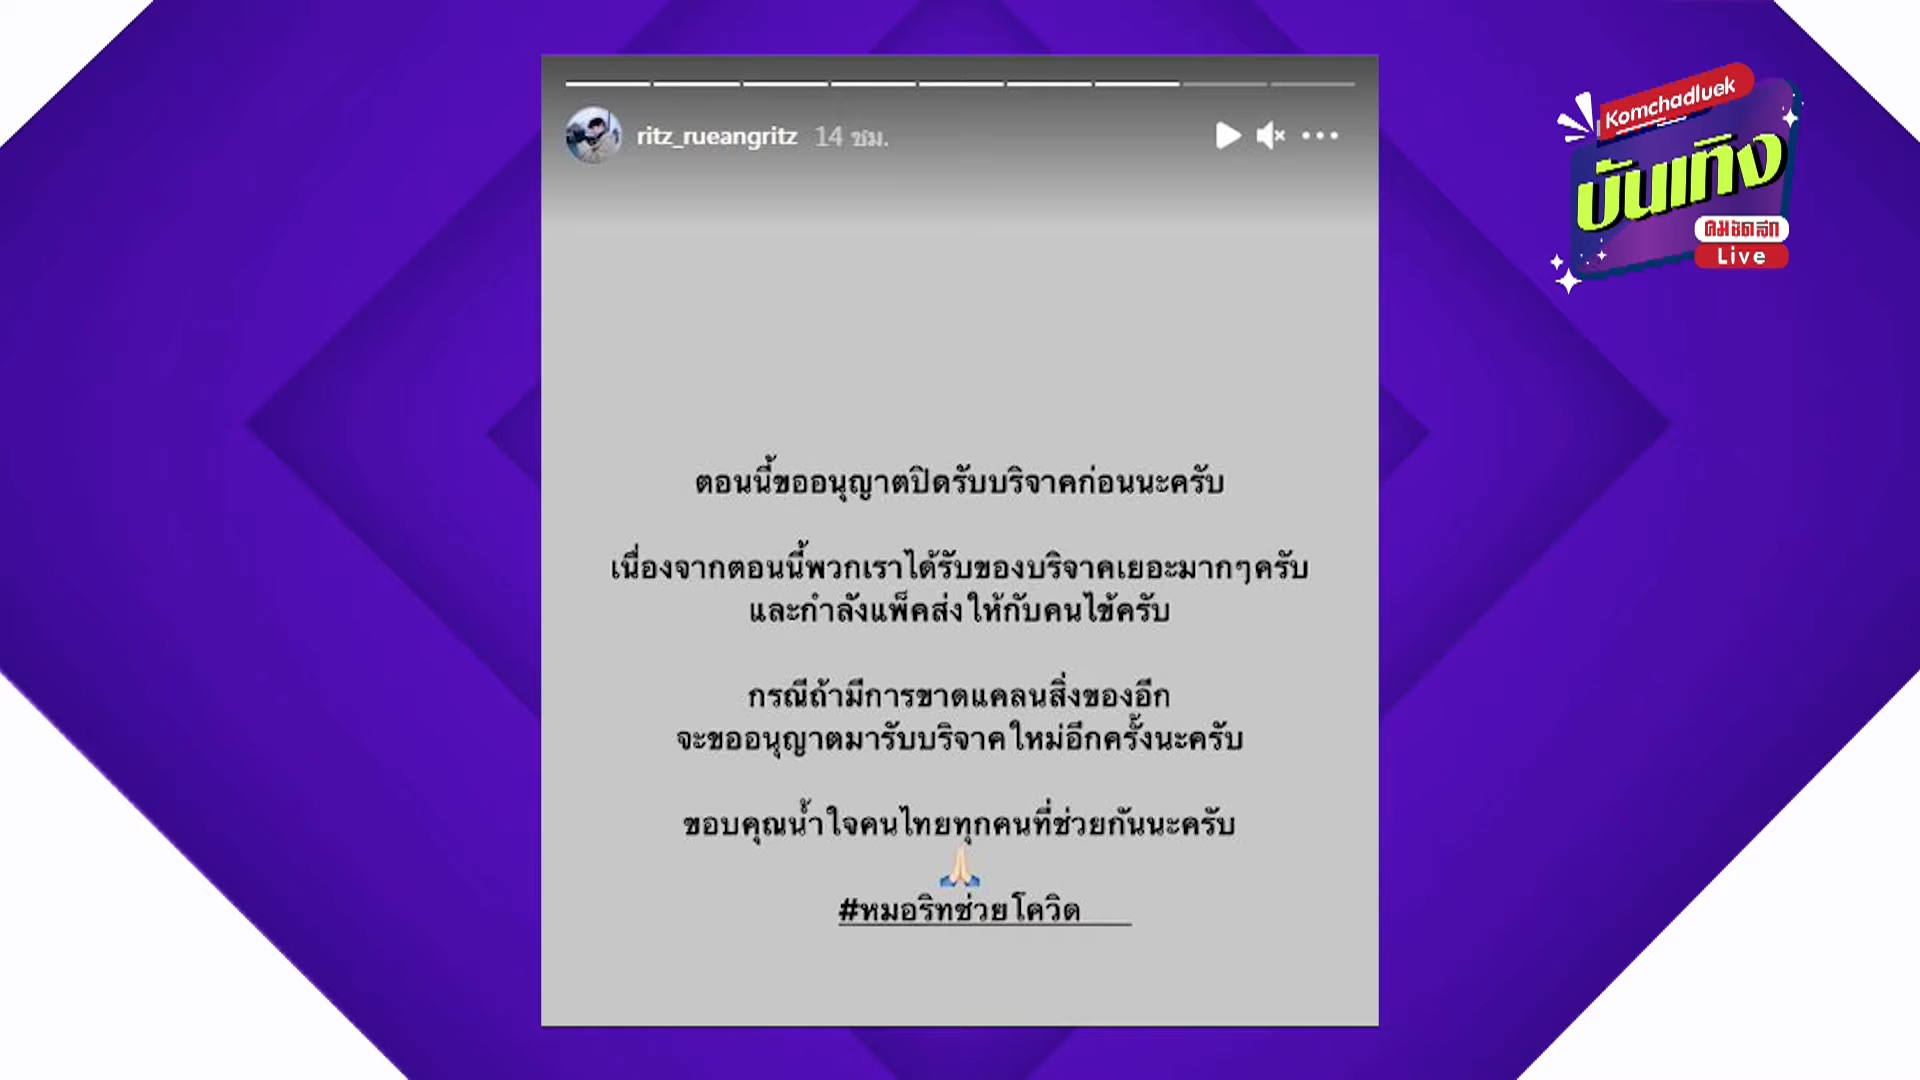 ritz_rueangritz 14 ชม.
Komchadluek
บันเทิง
คมชัดลึก
Live
ตอนนี้ขออนุญาตปิดรับบริจาคก่อนนะครับ
เนื่องจากตอนนี้พวกเราได้รับของบริจาคเยอะมากๆครับ
และกำลังแพ็คส่งให้กับคนไข้ครับ
กรณีถ้ามีการขาดแคลนสิ่งของอีก
จะขออนุญาตมารับบริจาคใหม่อีกครั้งนะครับ
ขอบคุณน้ำใจคนไทยทุกคนที่ช่วยกันนะครับ
🙏🏻
#หมอริทช่วยโควิด